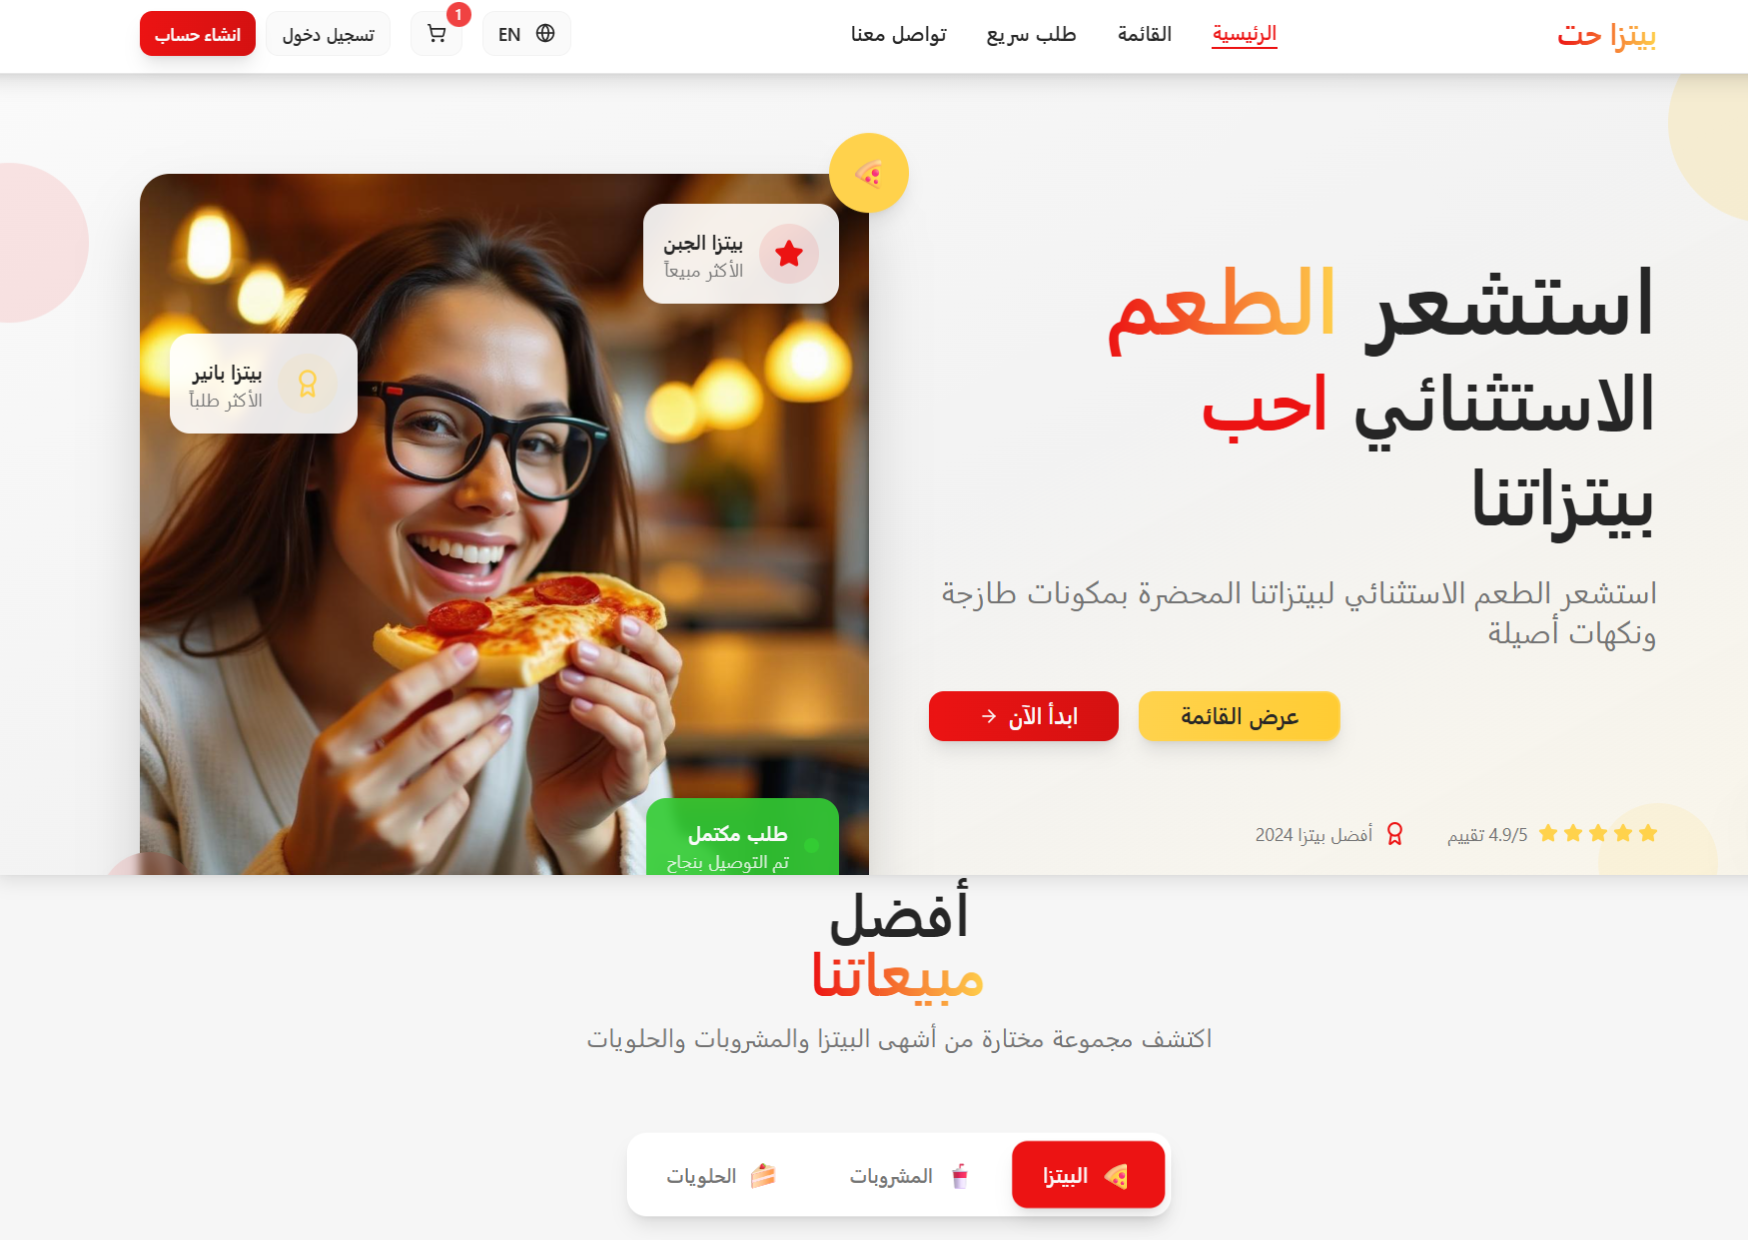 بيتزا حت
الرئيسية
القائمة
طلب سريع
تواصل معنا
EN
1
تسجيل دخول
انشاء حساب
استشعر الطعم
الاستثنائي احب
بيتزاتنا
استشعر الطعم الاستثنائي لبيتزاتنا المحضرة بمكونات طازجة
ونكهات أصيلة
عرض القائمة
ابدأ الآن
4.9/5 تقييم
أفضل بيتزا 2024
بيتزا الجبن
الأكثر مبيعاً
بيتزا بانير
الأكثر طلباً
طلب مكتمل
تم التوصيل بنجاح
أفضل
مبيعاتنا
اكتشف مجموعة مختارة من أشهى البيتزا والمشروبات والحلويات
البيتزا
المشروبات
الحلويات